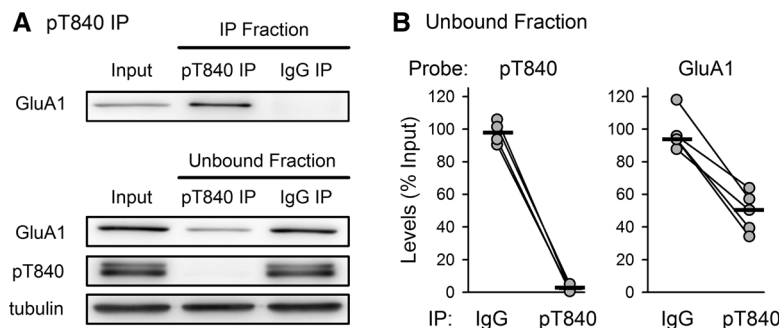 A pT840 IP
IP Fraction
Input pT840 IP IgG IP
GluA1
Unbound Fraction
Input pT840 IP IgG IP
GluA1
pT840
tubulin
B Unbound Fraction
Probe: pT840 GluA1
Levels (% Input)
120 120
100 100
80 80
60 60
40 40
20 20
0 0
IP: IgG pT840 IgG pT840